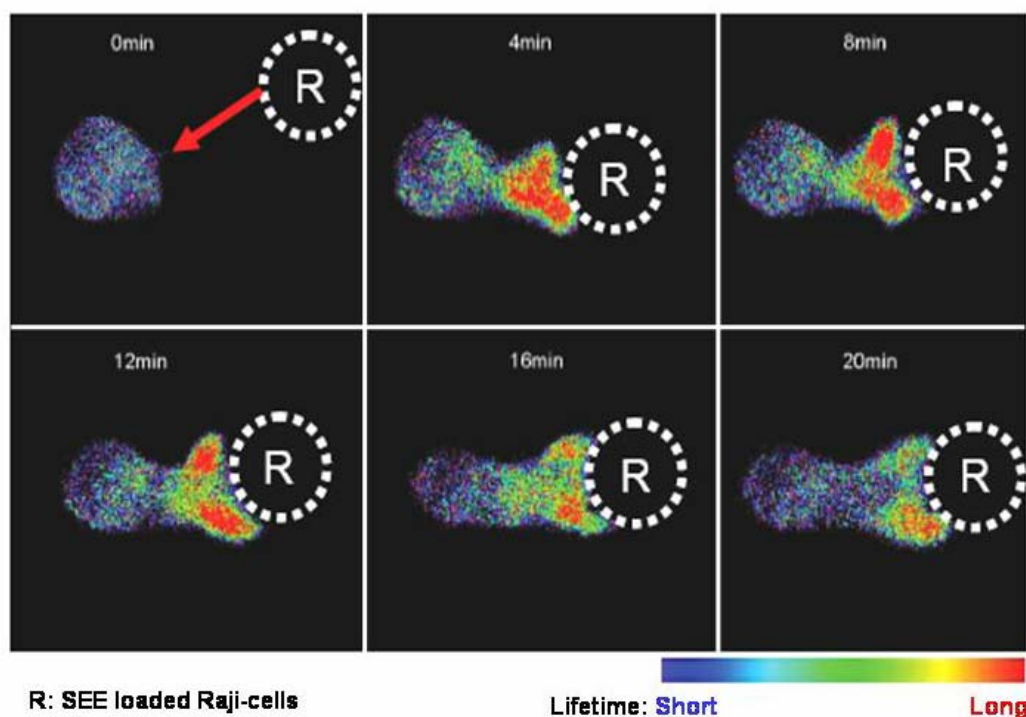 0min
R
4min
R
8min
R
12min
R
16min
R
20min
R
R: SEE loaded Raji-cells
Lifetime: Short Long